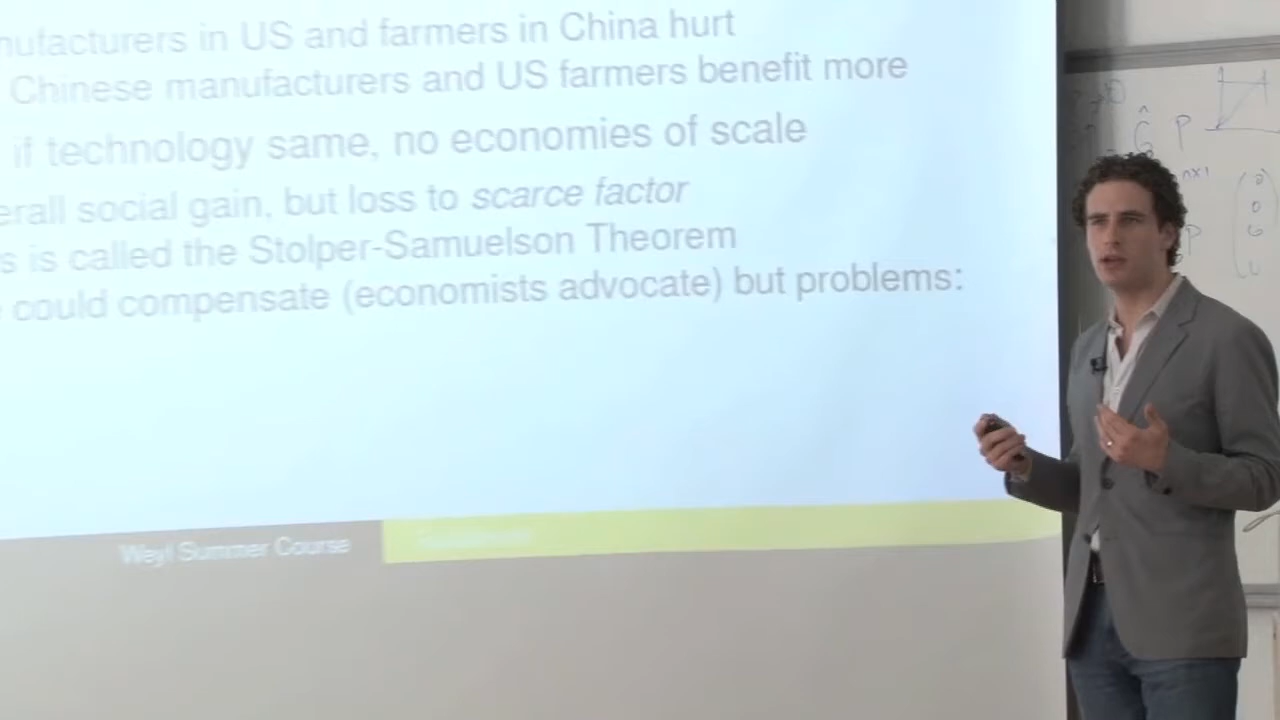 nufacturers in US and farmers in China hurt
Chinese manufacturers and US farmers benefit more
if technology same, no economies of scale
erall social gain, but loss to scarce factor
s is called the Stolper-Samuelson Theorem
could compensate (economists advocate) but problems:
Weyl Summer Course
Ĝ P
nx1
P
0